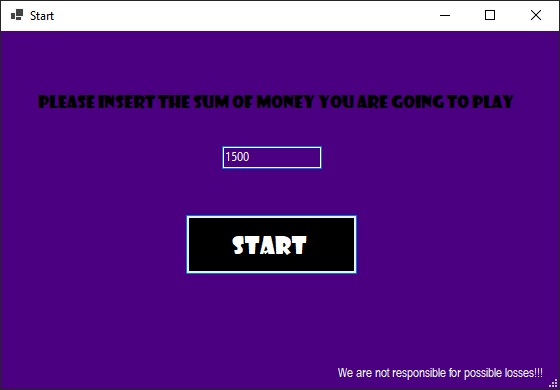 Start
PLEASE INSERT THE SUM OF MONEY YOU ARE GOING TO PLAY
1500
START
We are not responsible for possible losses!!!